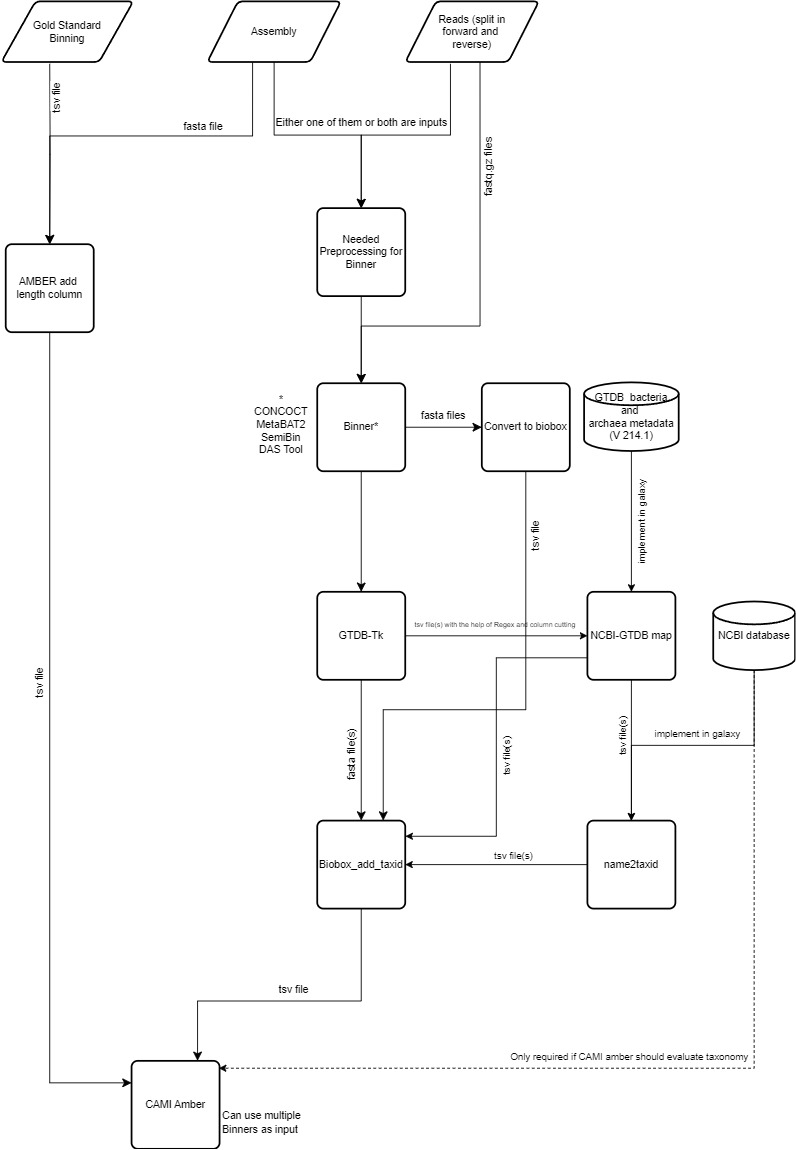 Gold Standard
Binning
Assembly
Reads (split in
forward and
reverse)
tsv file
fasta file
Either one of them or both are inputs
fastq.gz files
Needed
Preprocessing for
Binner
AMBER add
length column
*
CONCOCT
MetaBAT2
SemiBin
DAS Tool
Binner*
fasta files
Convert to biobox
GTDB bacteria
and
archaea metadata
(V 214.1)
tsv file
implement in galaxy
GTDB-Tk
tsv file(s) with the help of Regex and column cutting
NCBI-GTDB map
NCBI database
tsv file
fasta file(s)
tsv file(s)
tsv file(s)
implement in galaxy
Biobox_add_taxid
tsv file(s)
name2taxid
tsv file
Only required if CAMI amber should evaluate taxonomy
CAMI Amber
Can use multiple
Binners as input